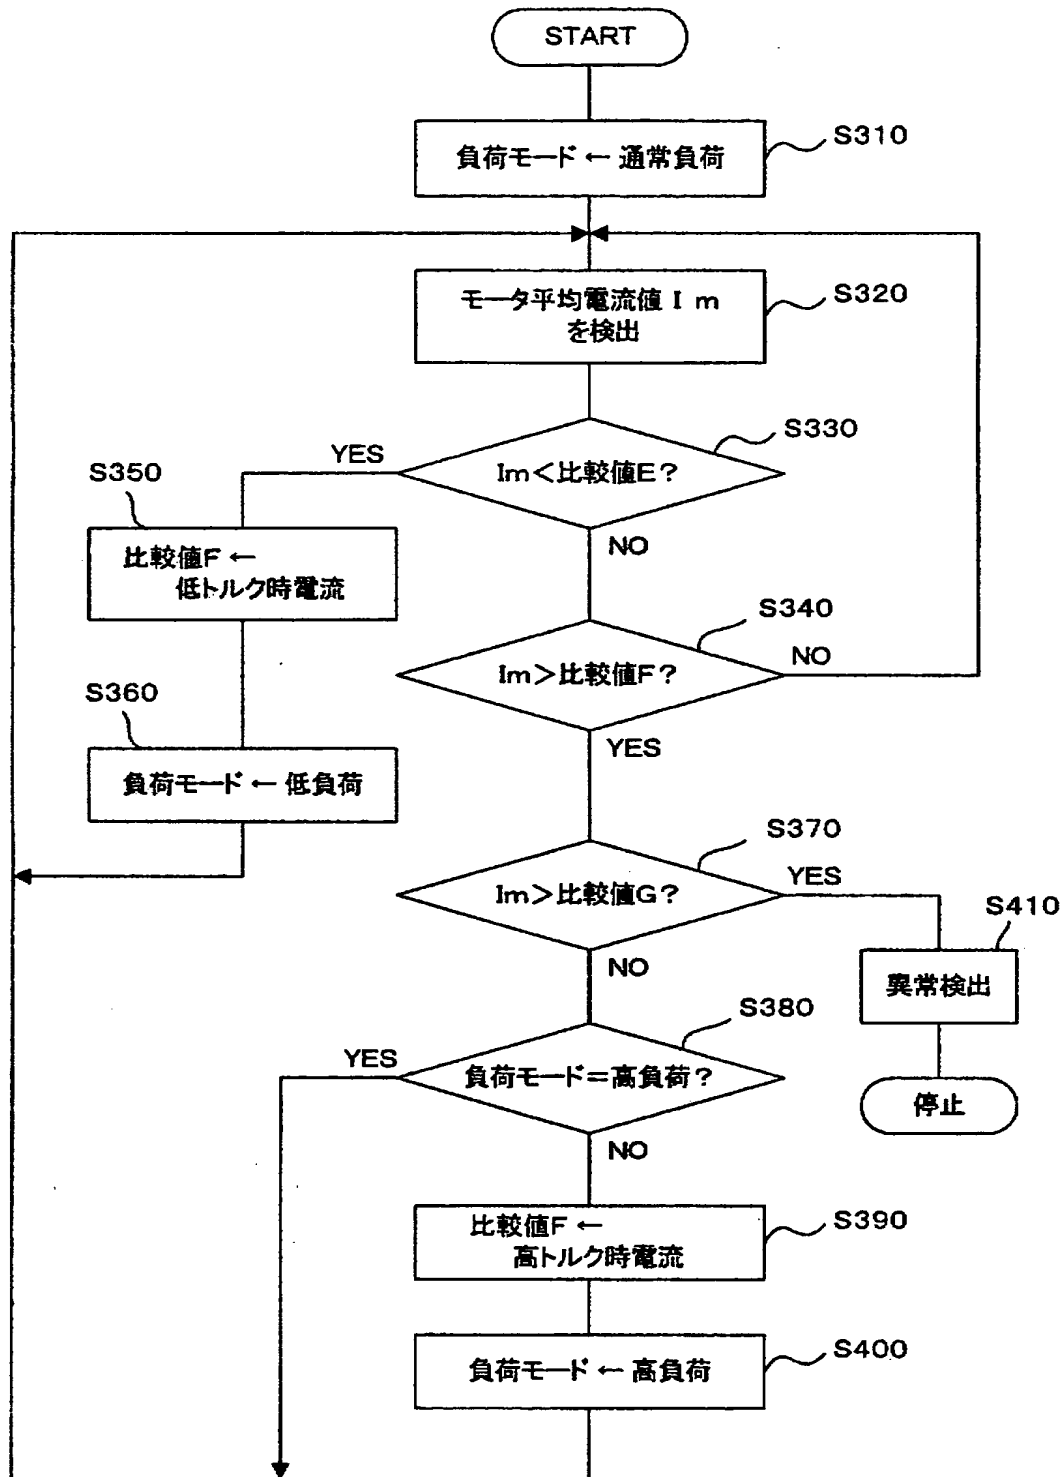 START
負荷モード ← 通常負荷
S310
モータ平均電流値 I m
を検出
S320
Im<比較値E?
S330
YES
NO
S350
比較値F ←
低トルク時電流
S340
Im>比較値F?
NO
YES
S360
負荷モード ← 低負荷
S370
Im>比較値G?
YES
NO
S410
異常検出
停止
S380
負荷モード=高負荷?
YES
NO
比較値F ←
高トルク時電流
S390
負荷モード ← 高負荷
S400